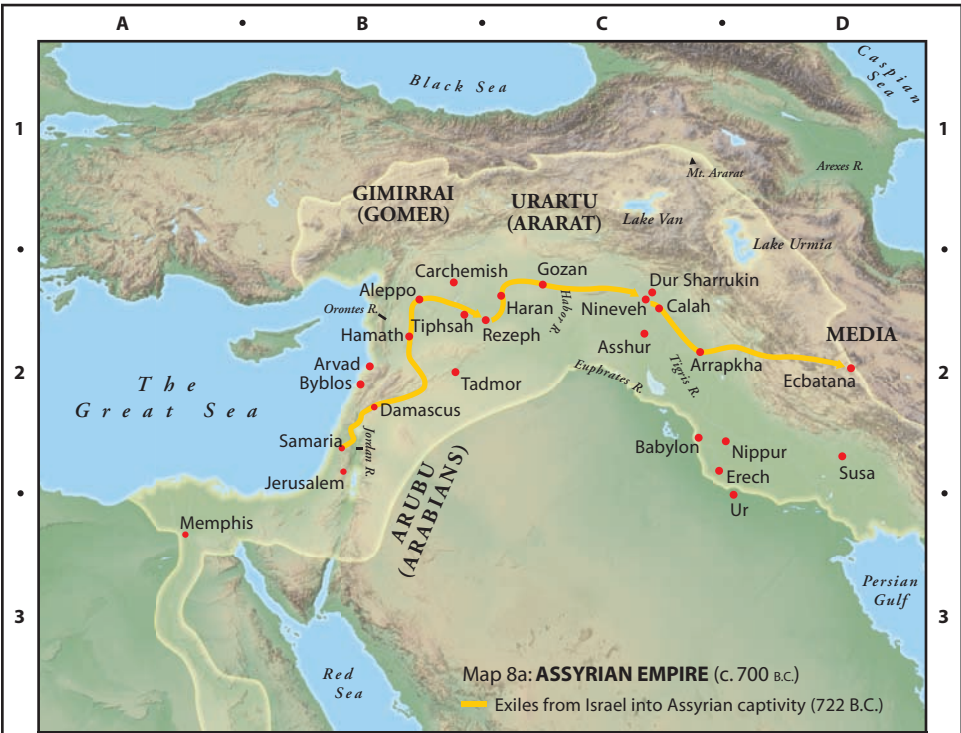 A • B • C • D
Black Sea
Caspian
Sea
1
1
Mt. Ararat
Arexes R.
GIMIRRAI
(GOMER)
URARTU
(ARARAT)
Lake Van
•
•
Lake Urmia
Carchemish
Gozan
Dur Sharrukin
Aleppo
Haran
Habor R.
Nineveh
Calah
Orontes R.
Tiphsah
Rezeph
Hamath
Asshur
MEDIA
Arrapkha
2
2
Arvad
Byblos
Tadmor
Euphrates R.
Tigris R.
Ecbatana
The
Great Sea
Damascus
Samaria
Jordan R.
Babylon
Nippur
Jerusalem
Erech
Susa
•
•
ARUBU
(ARABIANS)
Ur
Memphis
Persian
Gulf
3
3
Red
Sea
Map 8a: ASSYRIAN EMPIRE (c. 700 B.C.)
Exiles from Israel into Assyrian captivity (722 B.C.)